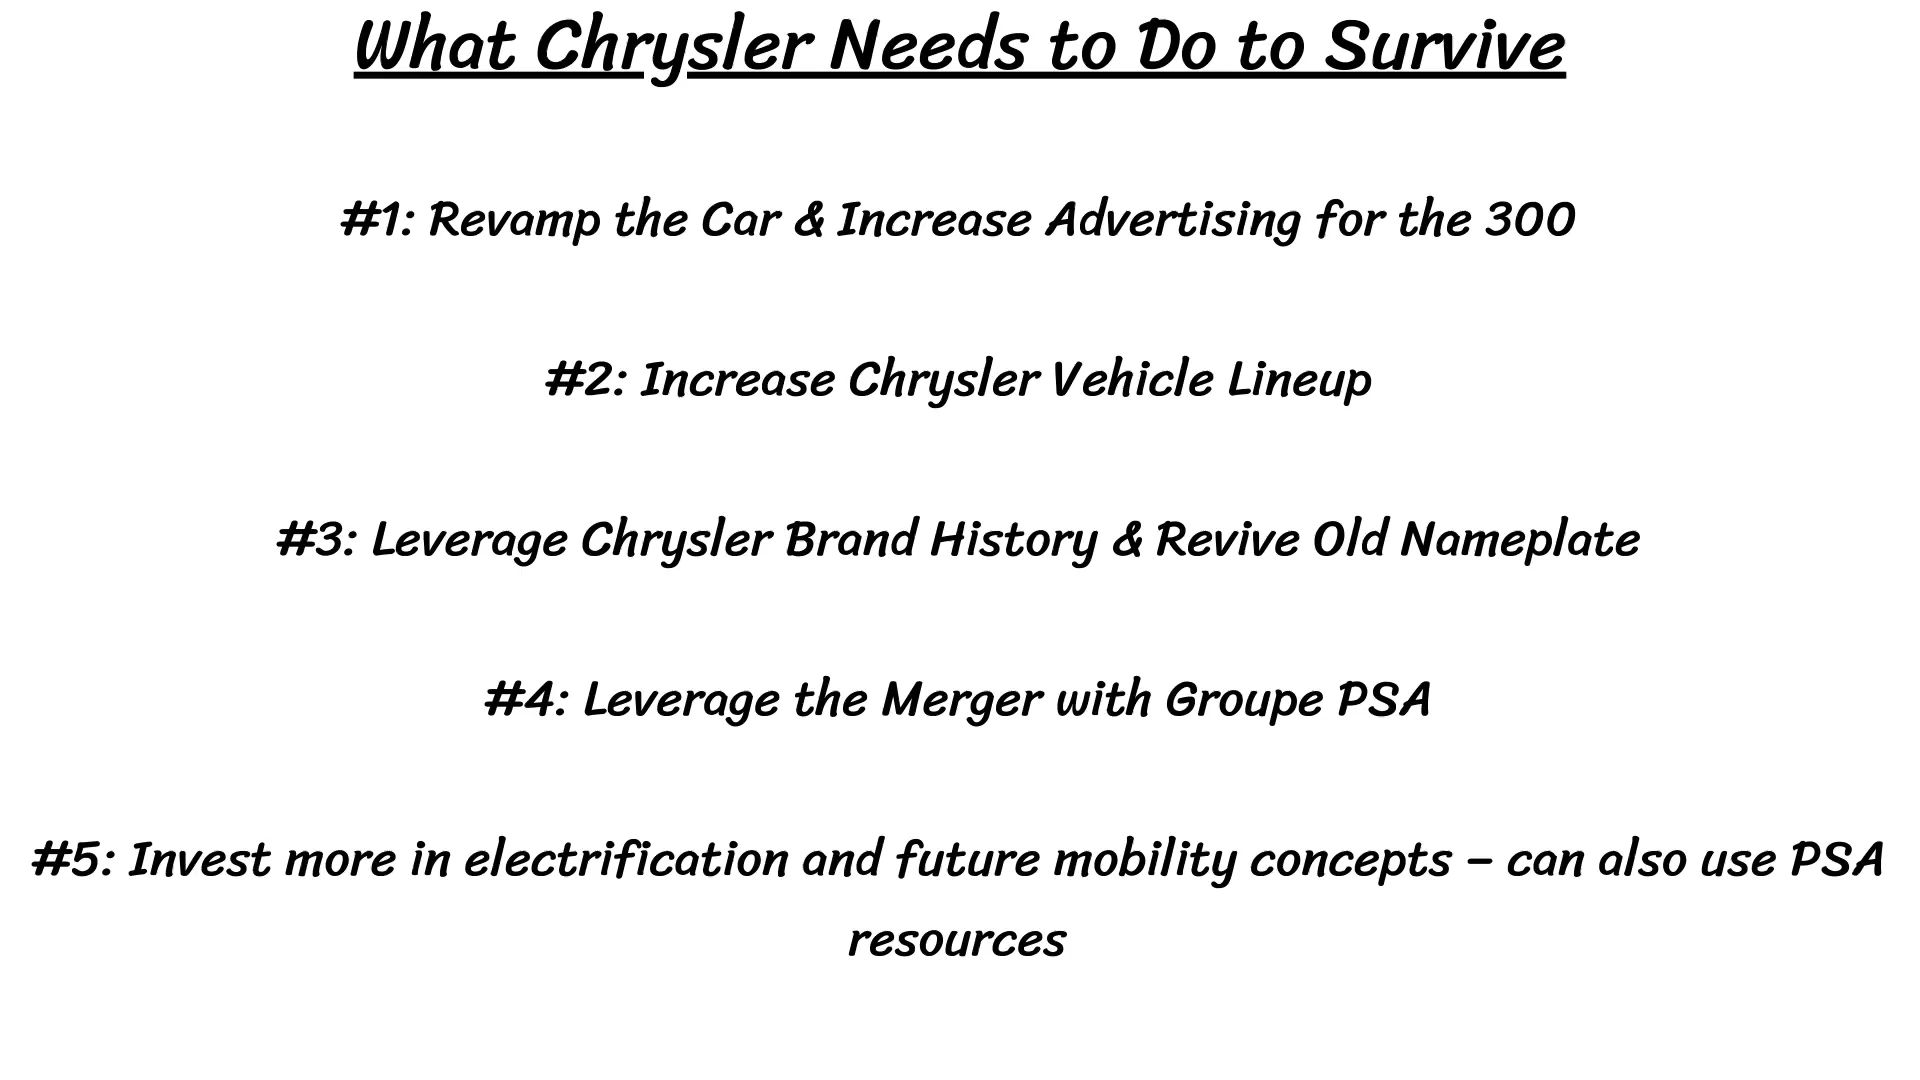 What Chrysler Needs to Do to Survive
#1: Revamp the Car & Increase Advertising for the 300
#2: Increase Chrysler Vehicle Lineup
#3: Leverage Chrysler Brand History & Revive Old Nameplate
#4: Leverage the Merger with Groupe PSA
#5: Invest more in electrification and future mobility concepts – can also use PSA
resources